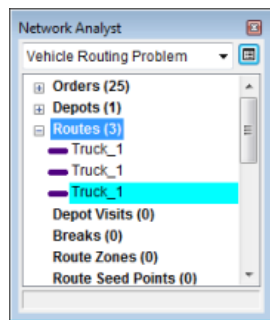 Network Analyst
Vehicle Routing Problem
Orders (25)
Depots (1)
Routes (3)
Truck_1
Truck_1
Truck_1
Depot Visits (0)
Breaks (0)
Route Zones (0)
Route Seed Points (0)